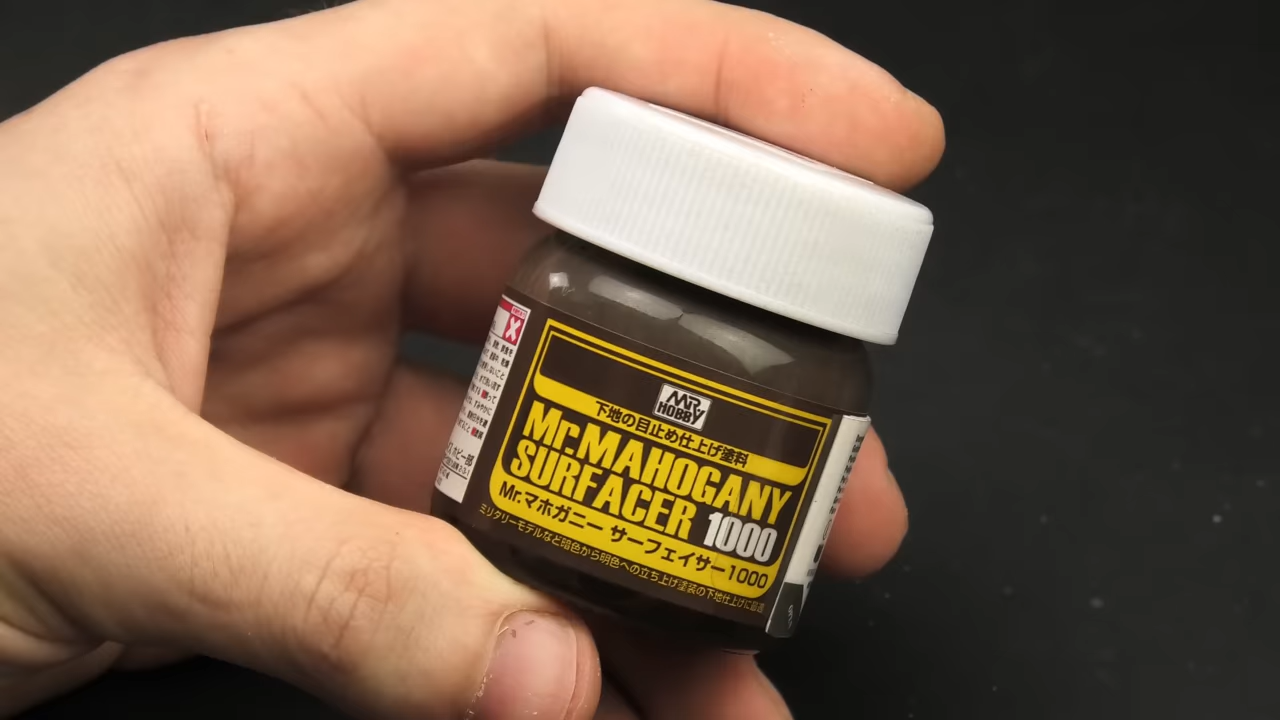 MR HOBBY
下地の目止め仕上げ塗料
Mr.MAHOGANY
SURFACER 1000
Mr.マホガニー サーフェイサー1000
ミリタリーモデルなど暗色から明色への立ち上げ塗装の下地仕上げに最適